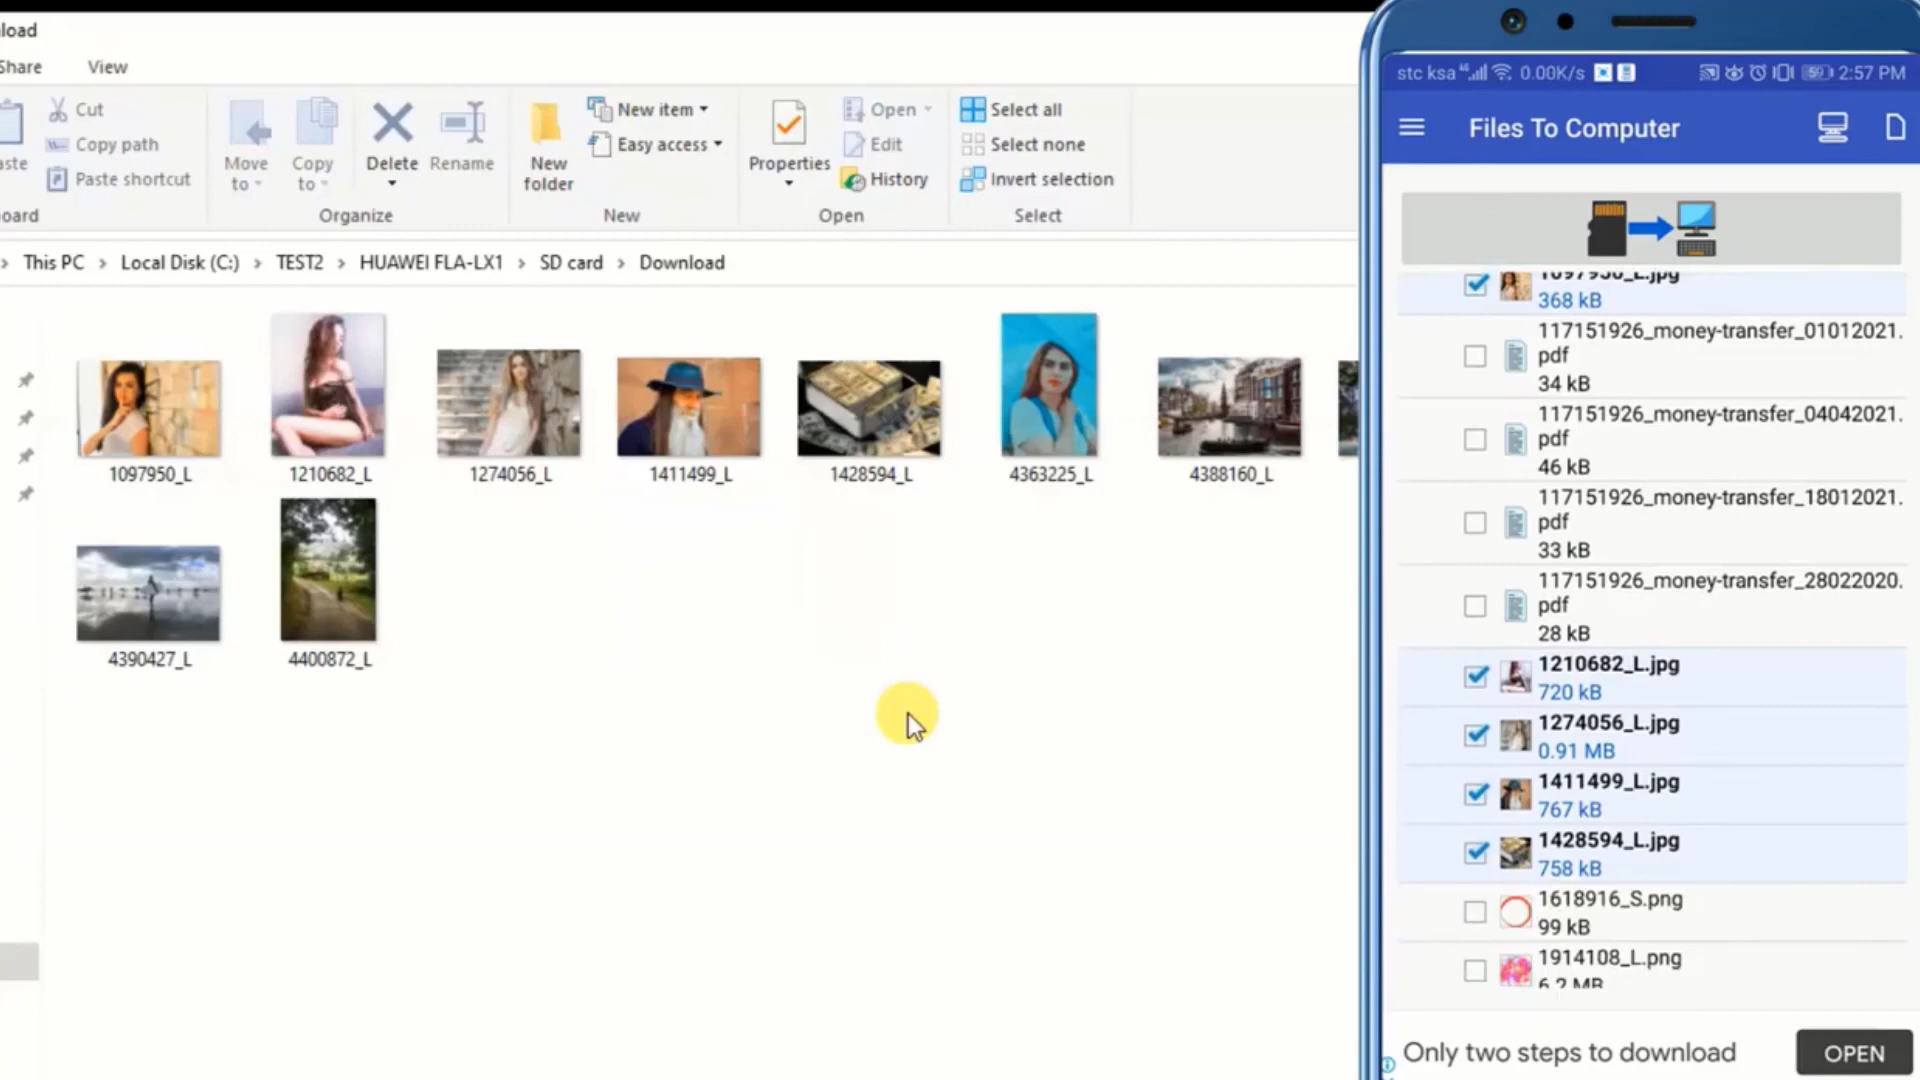 load
Share View
Cut
Copy path
Paste shortcut
Move to
Copy to
Delete
Rename
Organize
New folder
New item
Easy access
New
Properties
Open
Edit
History
Open
Select all
Select none
Invert selection
Select
This PC > Local Disk (C:) > TEST2 > HUAWEI FLA-LX1 > SD card > Download
1097950_L 1210682_L 1274056_L 1411499_L 1428594_L 4363225_L 4388160_L
4390427_L 4400872_L
stc ksa 0.00K/s 59 2:57 PM
Files To Computer
1097950_L.jpg
368 kB
117151926_money-transfer_01012021.
pdf
34 kB
117151926_money-transfer_04042021.
pdf
46 kB
117151926_money-transfer_18012021.
pdf
33 kB
117151926_money-transfer_28022020.
pdf
28 kB
1210682_L.jpg
720 kB
1274056_L.jpg
0.91 MB
1411499_L.jpg
767 kB
1428594_L.jpg
758 kB
1618916_S.png
99 kB
1914108_L.png
6.2 MB
Only two steps to download
OPEN